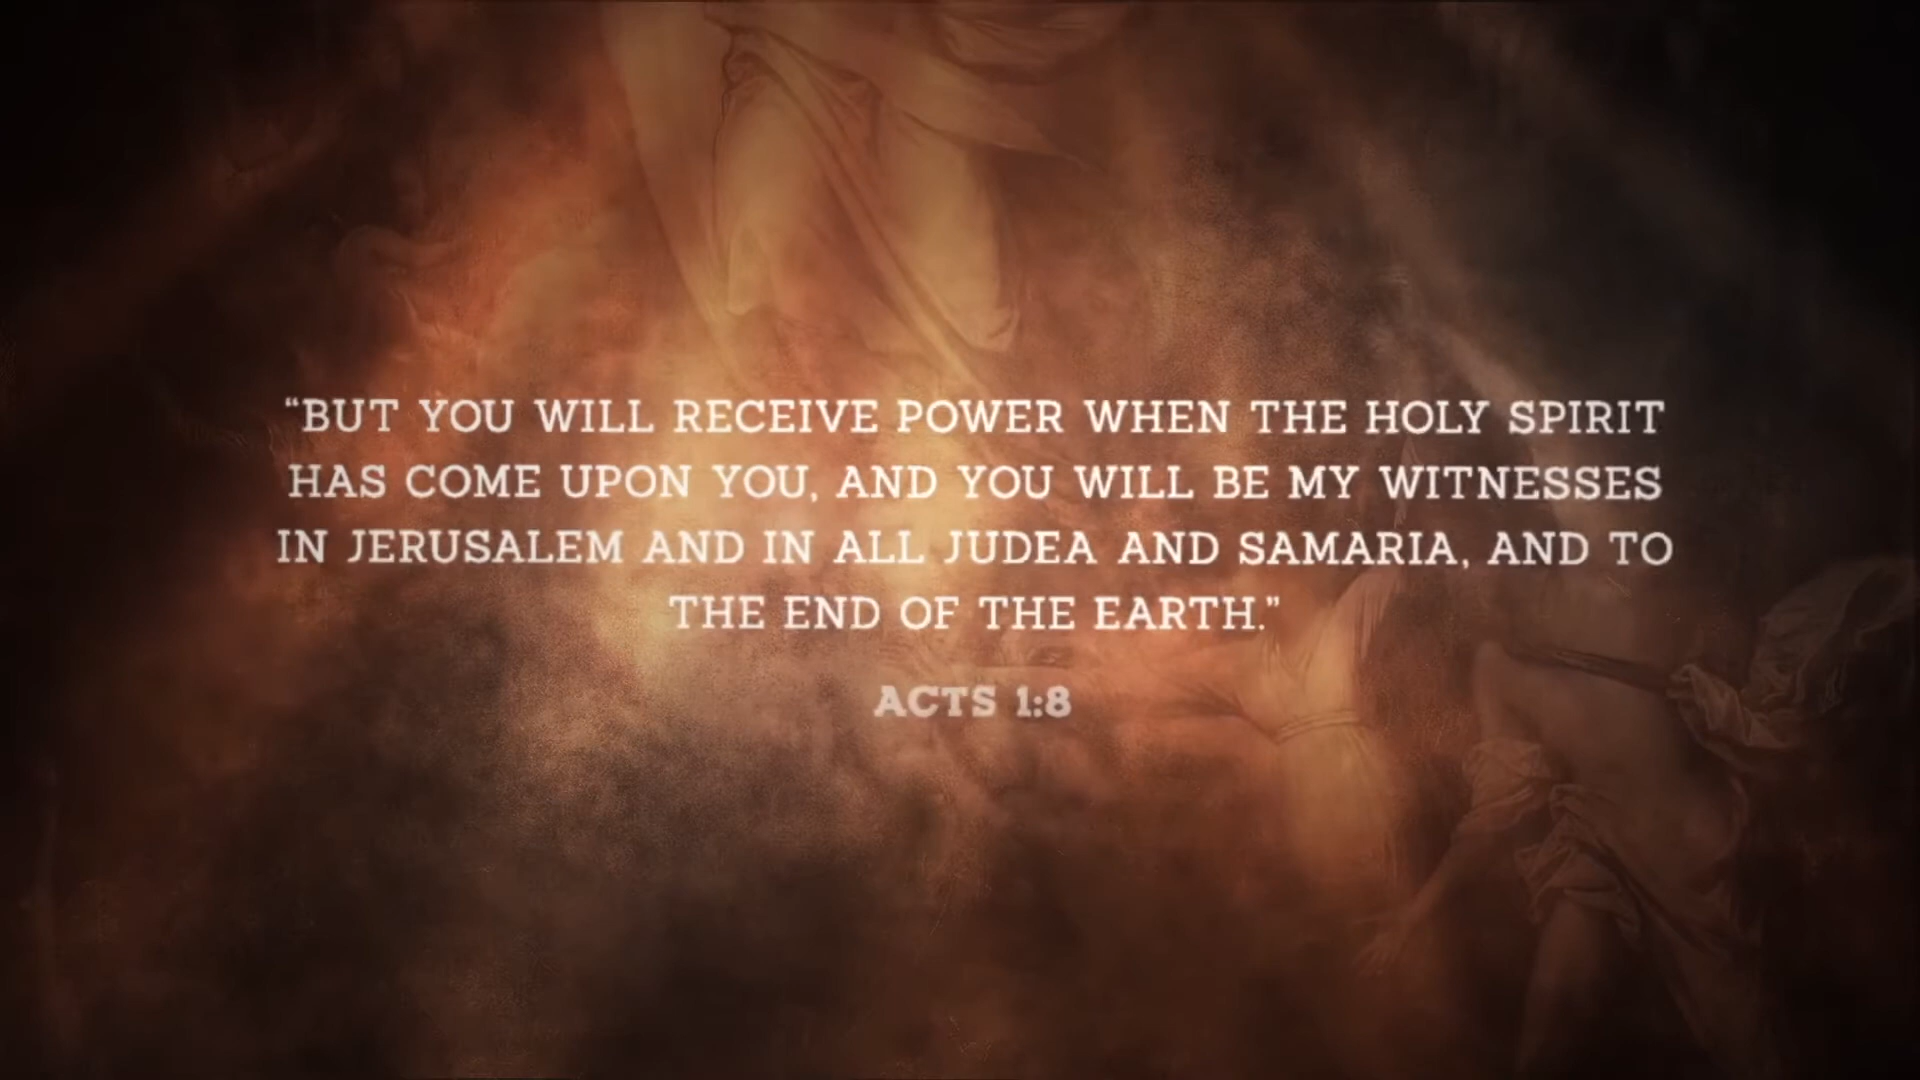 “BUT YOU WILL RECEIVE POWER WHEN THE HOLY SPIRIT
HAS COME UPON YOU, AND YOU WILL BE MY WITNESSES
IN JERUSALEM AND IN ALL JUDEA AND SAMARIA, AND TO
THE END OF THE EARTH.”
ACTS 1:8